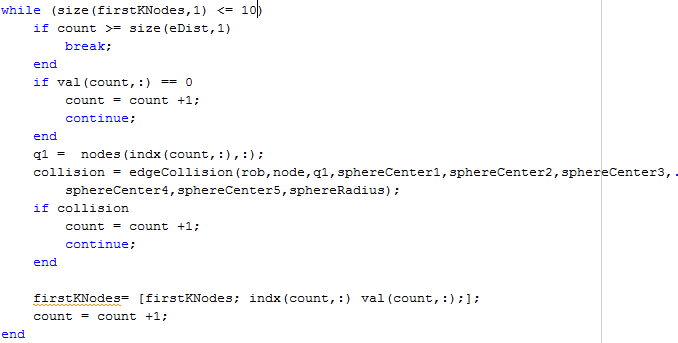 while (size(firstKNodes,1) <= 10)
if count >= size(eDist,1)
break;
end
if val(count,:) == 0
count = count +1;
continue;
end
q1 =  nodes(indx(count,:),:);
collision = edgeCollision(rob,node,q1,sphereCenter1,sphereCenter2,sphereCenter3,.
sphereCenter4,sphereCenter5,sphereRadius);
if collision
count = count +1;
continue;
end
firstKNodes= [firstKNodes; indx(count,:) val(count,:);];
count = count +1;
end